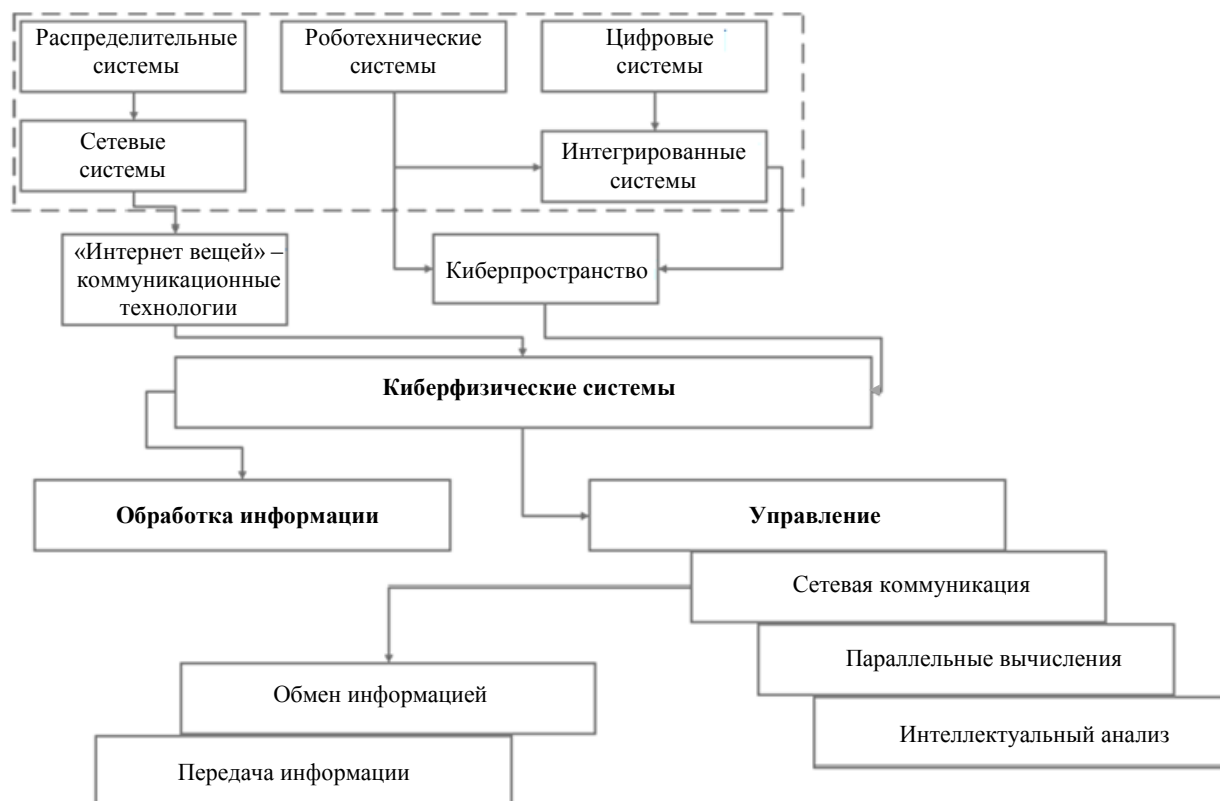 Распределительные
системы
Роботехнические
системы
Цифровые
системы
Сетевые
системы
Интегрированные
системы
«Интернет вещей» –
коммуникационные
технологии
Киберпространство
Киберфизические системы
Обработка информации
Управление
Сетевая коммуникация
Параллельные вычисления
Обмен информацией
Интеллектуальный анализ
Передача информации